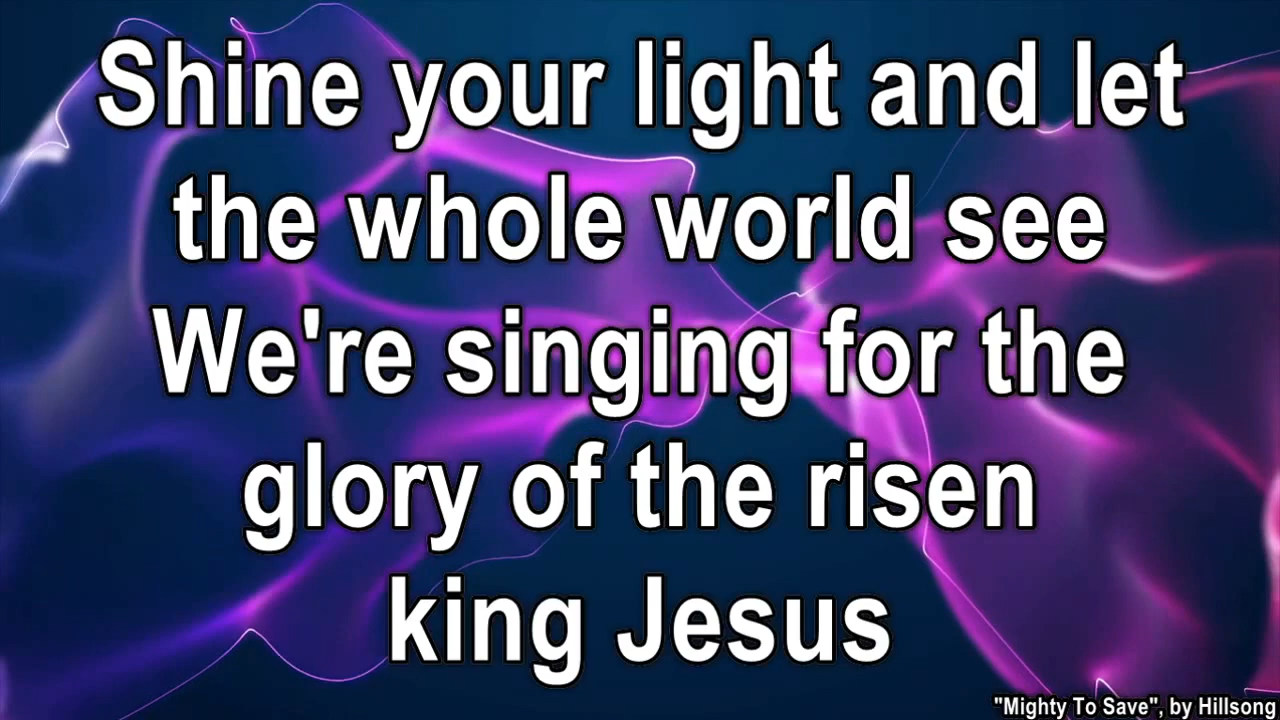 Shine your light and let
the whole world see
We're singing for the
glory of the risen
king Jesus
"Mighty To Save", by Hillsong